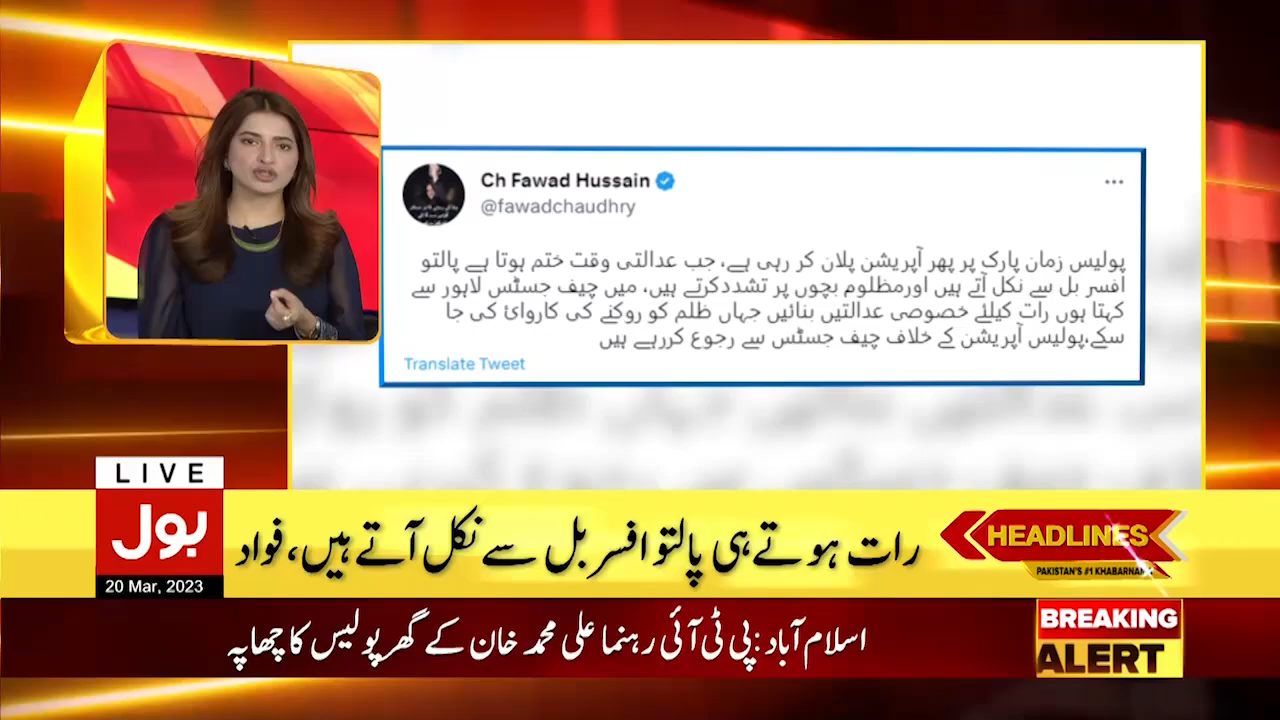 Ch Fawad Hussain
@fawadchaudhry
پولیس زمان پارک پر پھر آپریشن پلان کر رہی ہے، جب عدالتی وقت ختم ہوتا ہے پالتو
افسر بل سے نکل آتے ہیں اورمظلوم بچوں پر تشددکرتے ہیں، میں چیف جسٹس لاہور سے
کہتا ہوں رات کیلئے خصوصی عدالتیں بنائیں جہاں ظلم کو روکنے کی کاروائ کی جا
سکے،پولیس آپریشن کے خلاف چیف جسٹس سے رجوع کررہے ہیں
Translate Tweet
LIVE
بول
20 Mar, 2023
رات ہوتے ہی پالتو افسر بل سے نکل آتے ہیں، فواد
HEADLINES
PAKISTAN'S #1 KHABARNAMA
اسلام آباد: پی ٹی آئی رہنما علی محمد خان کے گھر پولیس کا چھاپہ
BREAKING
ALERT